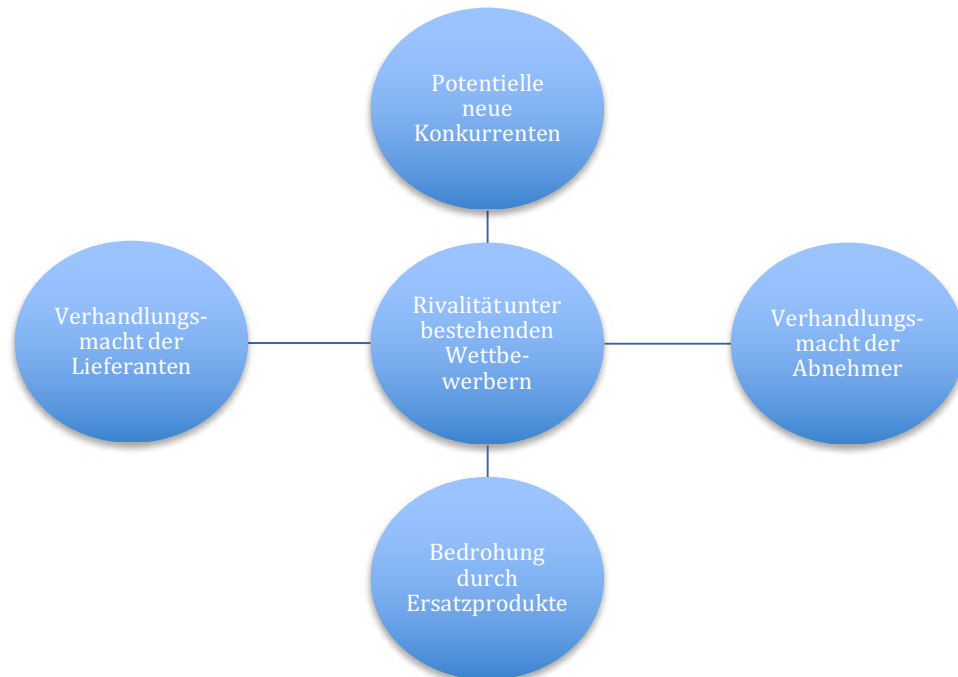 Potentielle
neue
Konkurrenten
Verhandlungs-
macht der
Lieferanten
Rivalität unter
bestehenden
Wettbe-
werbern
Verhandlungs-
macht der
Abnehmer
Bedrohung
durch
Ersatzprodukte